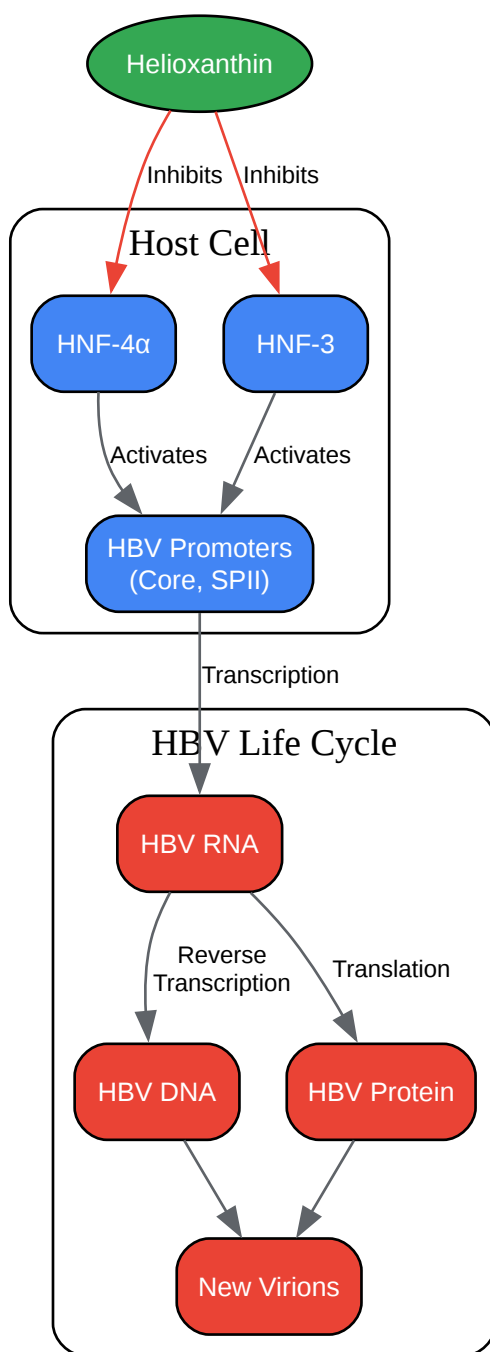 Helioxanthin
Inhibits
Inhibits
Host Cell
HNF-4α
HNF-3
Activates
Activates
HBV Promoters
(Core, SPII)
Transcription
HBV Life Cycle
HBV RNA
Reverse
Transcription
Translation
HBV DNA
HBV Protein
New Virions